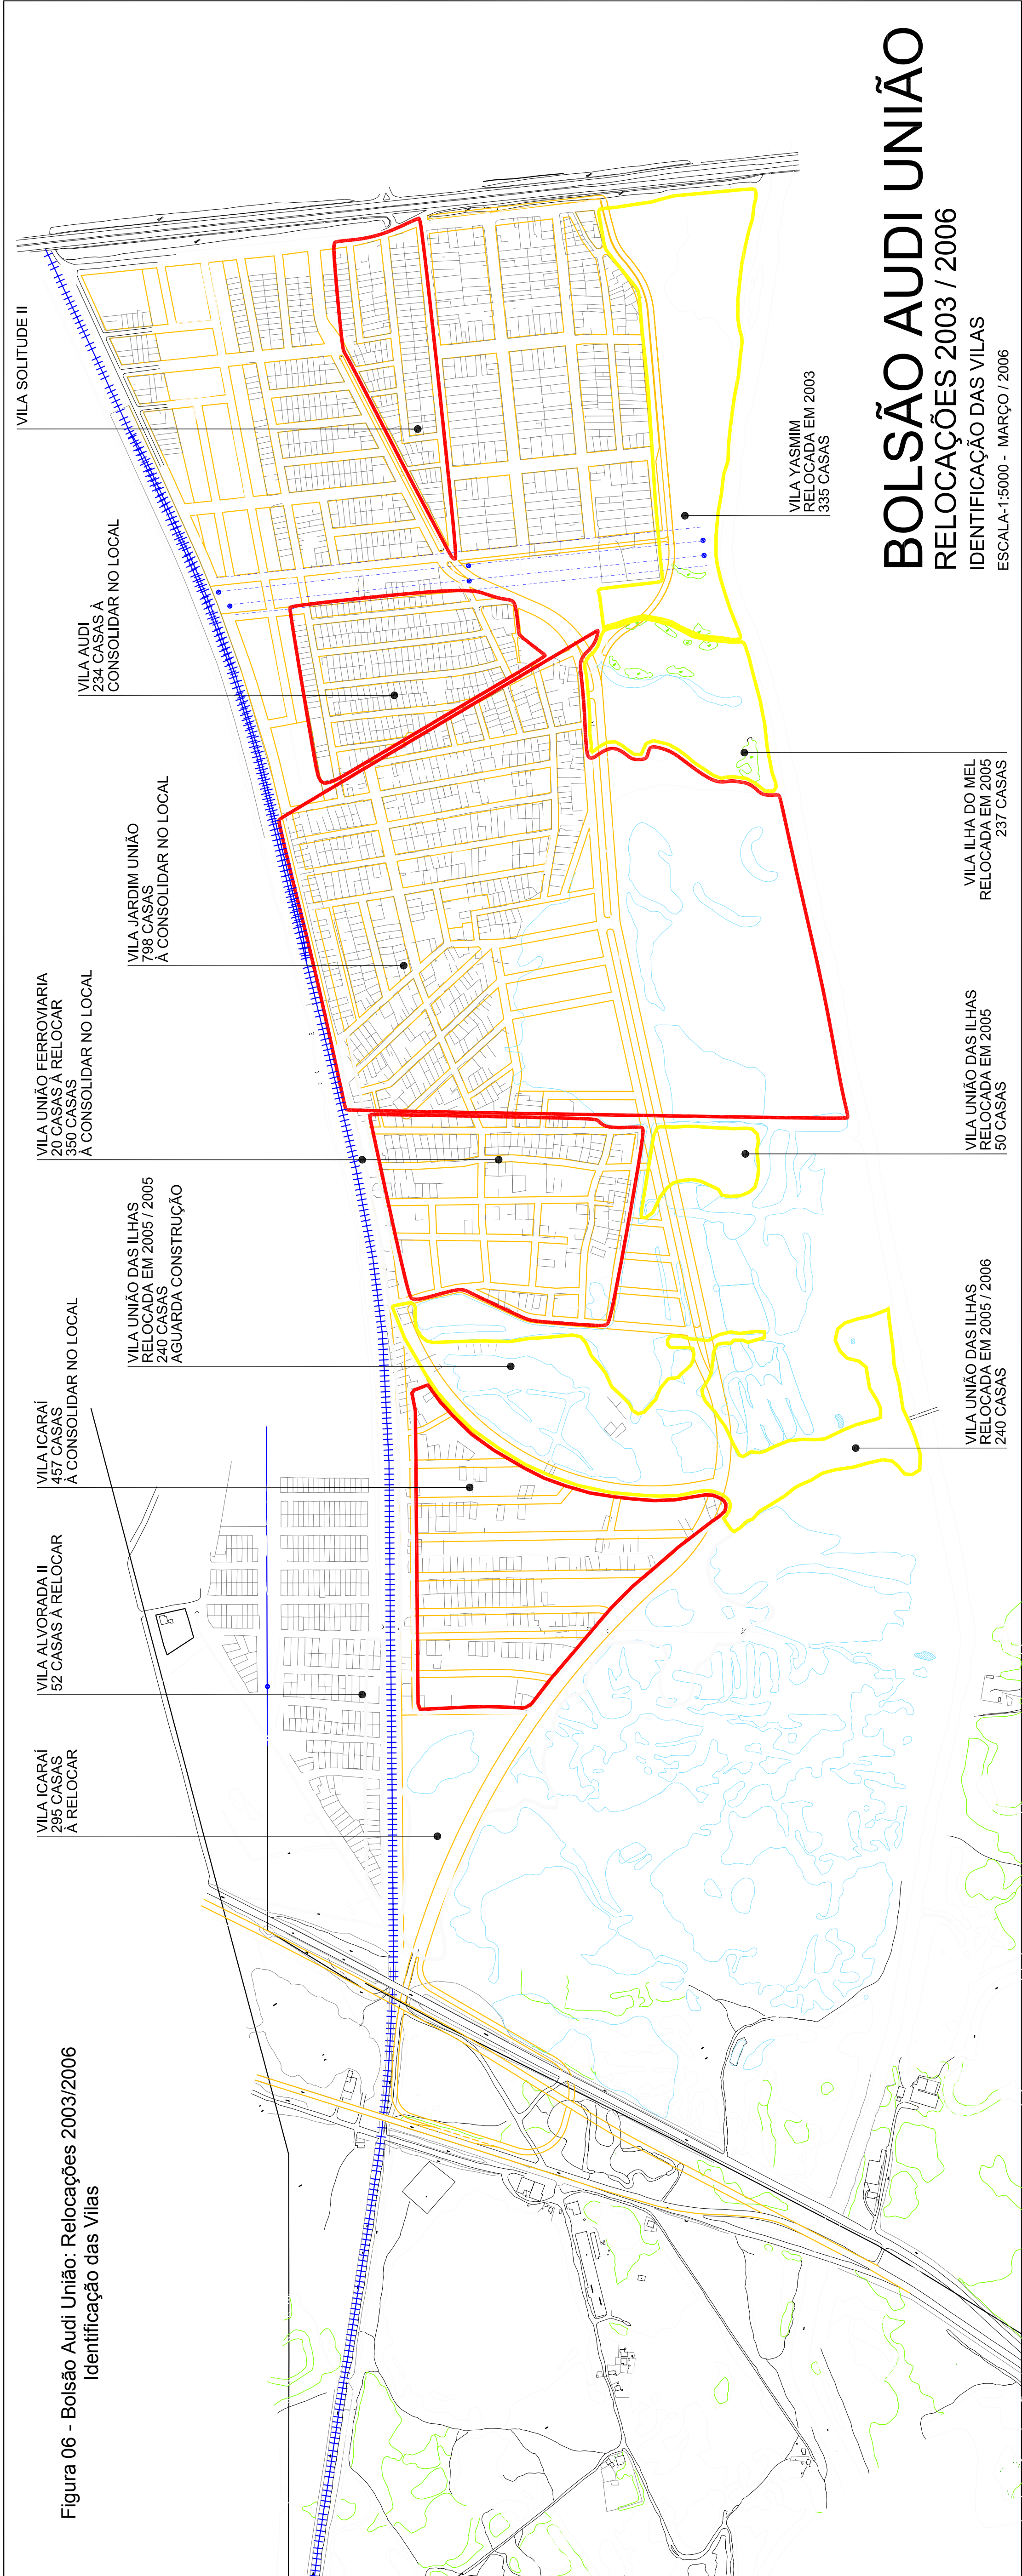 Figura 06 - Bolsão Audi União: Relocações 2003/2006
Identificação das Vilas
VILA ICARAÍ
295 CASAS
À RELOCAR
VILA ALVORADA II
52 CASAS À RELOCAR
VILA ICARAÍ
457 CASAS
À CONSOLIDAR NO LOCAL
VILA UNIÃO DAS ILHAS
RELOCADA EM 2005 / 2005
240 CASAS
AGUARDA CONSTRUÇÃO
VILA UNIÃO FERROVIARIA
20 CASAS À RELOCAR
350 CASAS
À CONSOLIDAR NO LOCAL
VILA JARDIM UNIÃO
798 CASAS
À CONSOLIDAR NO LOCAL
VILA AUDI
234 CASAS À
CONSOLIDAR NO LOCAL
VILA SOLITUDE II
VILA UNIÃO DAS ILHAS
RELOCADA EM 2005 / 2006
240 CASAS
VILA UNIÃO DAS ILHAS
RELOCADA EM 2005
50 CASAS
VILA ILHA DO MEL
RELOCADA EM 2005
237 CASAS
VILA YASMIM
RELOCADA EM 2003
335 CASAS
BOLSÃO AUDI UNIÃO
RELOCAÇÕES 2003 / 2006
IDENTIFICAÇÃO DAS VILAS
ESCALA-1:5000 - MARÇO / 2006